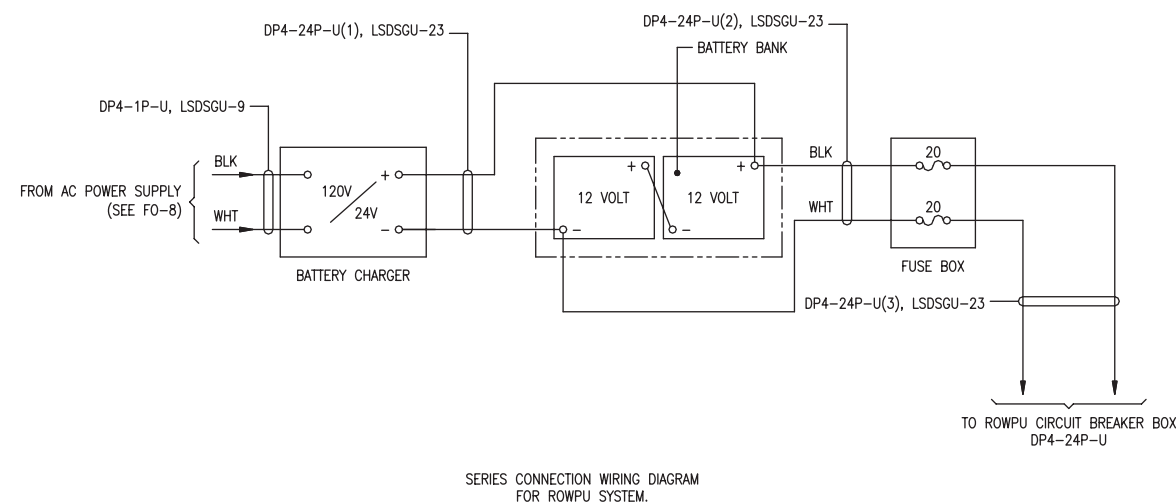 DP4-24P-U(2), LSDSGU-23
DP4-24P-U(1), LSDSGU-23
BATTERY BANK
DP4-1P-U, LSDSGU-9
BLK
BLK
20
FROM AC POWER SUPPLY
(SEE FO-8)
120V
24V
+
-
+
-
12 VOLT
+
-
12 VOLT
WHT
WHT
20
BATTERY CHARGER
FUSE BOX
DP4-24P-U(3), LSDSGU-23
TO ROWPU CIRCUIT BREAKER BOX
DP4-24P-U
SERIES CONNECTION WIRING DIAGRAM
FOR ROWPU SYSTEM.